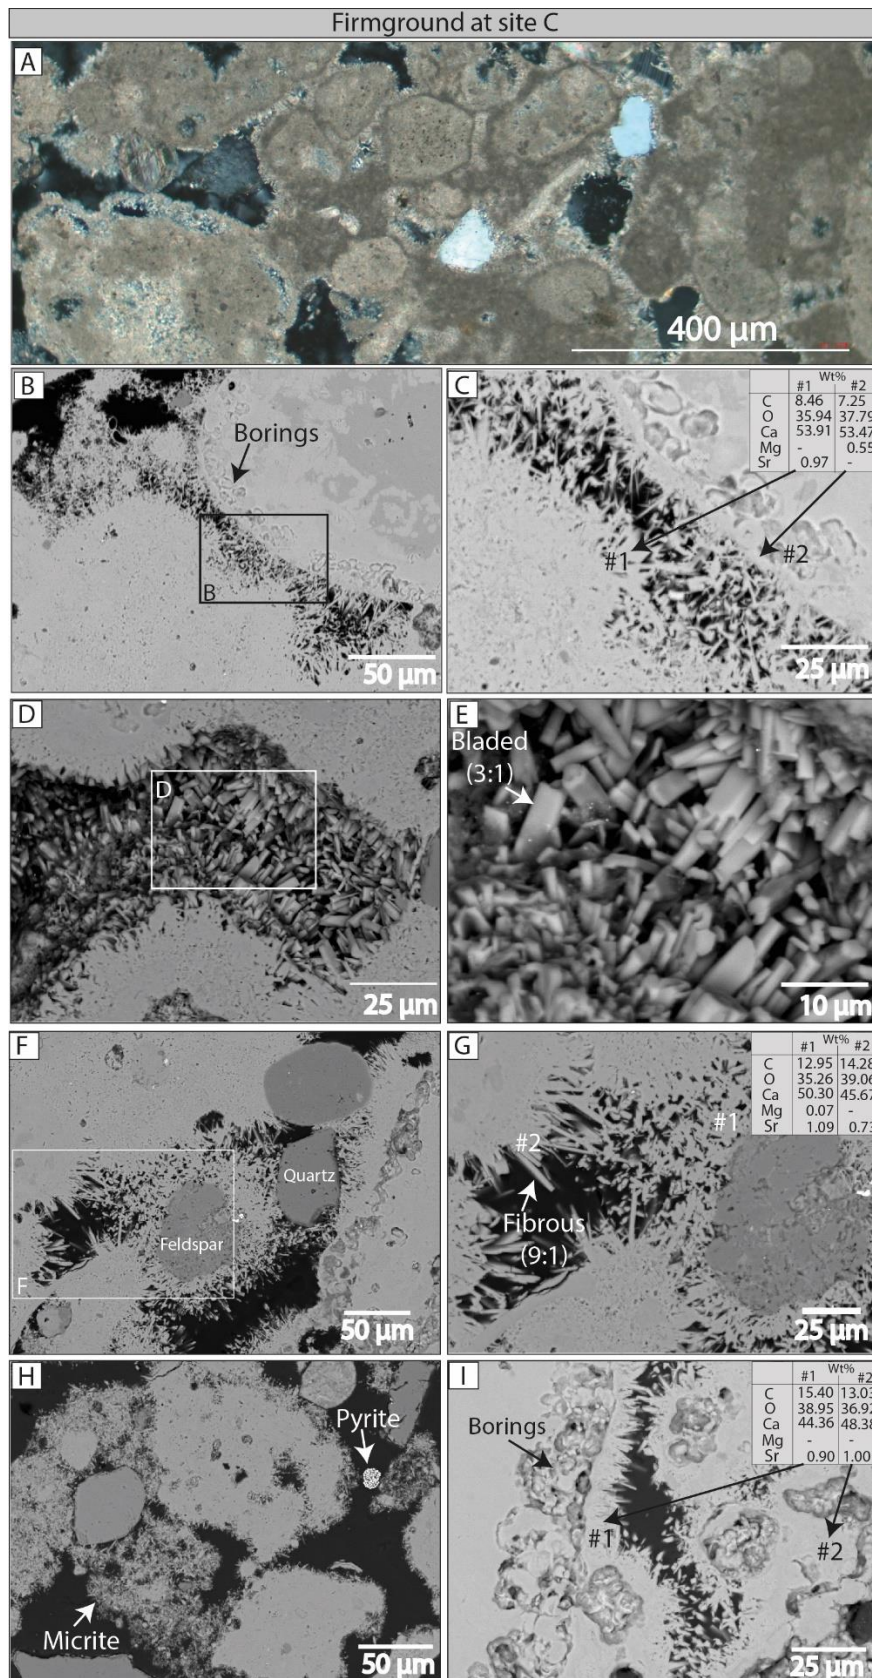 Firmground at site C
A
400 µm
B
Borings
B
50 µm
C
Wt%
#1 #2
C 8.46 7.25
O 35.94 37.79
Ca 53.91 53.47
Mg - 0.55
Sr 0.97 -
#1
#2
25 µm
D
D
25 µm
E
Bladed
(3:1)
10 µm
F
Quartz
Feldspar
F
50 µm
G
Wt%
#1 #2
C 12.95 14.28
O 35.26 39.06
Ca 50.30 45.67
Mg 0.07 -
Sr 1.09 0.73
#1
#2
Fibrous
(9:1)
25 µm
H
Pyrite
Micrite
50 µm
I
Wt%
#1 #2
C 15.40 13.03
O 38.95 36.92
Ca 44.36 48.38
Mg - -
Sr 0.90 1.00
Borings
#1
#2
25 µm